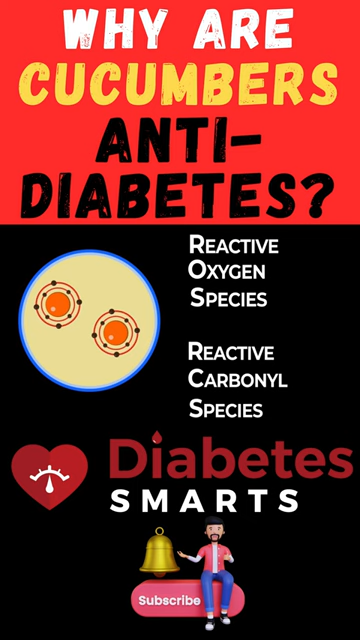 WHY ARE
CUCUMBERS
ANTI-
DIABETES?
REACTIVE
OXYGEN
SPECIES
REACTIVE
CARBONYL
SPECIES
Diabetes
SMARTS
Subscribe